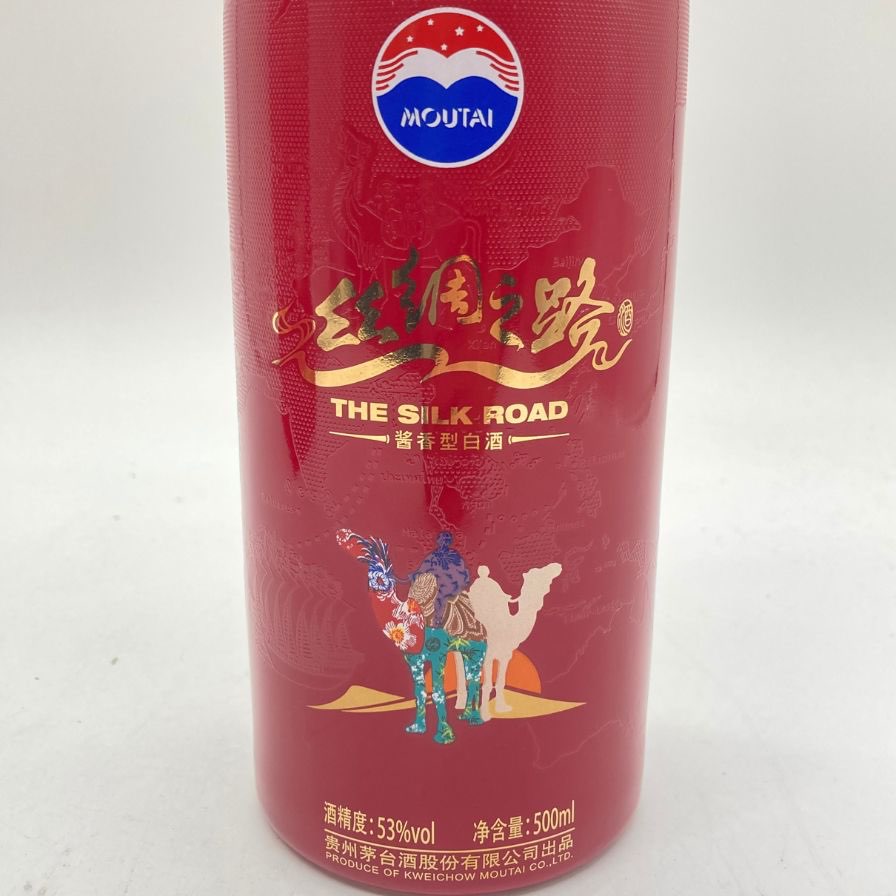 MOUTAI
丝绸之路 酒
THE SILK ROAD
酱香型白酒
酒精度:53%vol 净含量:500ml
贵州茅台酒股份有限公司出品
PRODUCE OF KWEICHOW MOUTAI CO.,LTD.